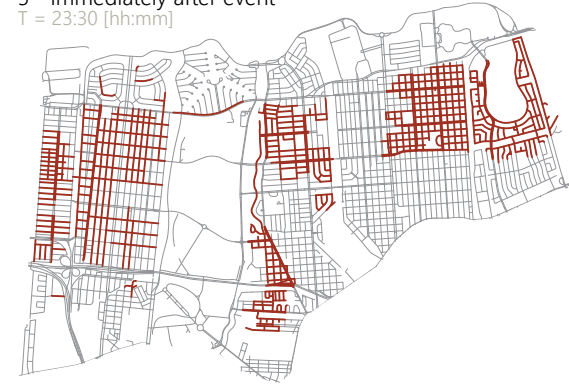 immediately after event
T = 23:30 [hh:mm]